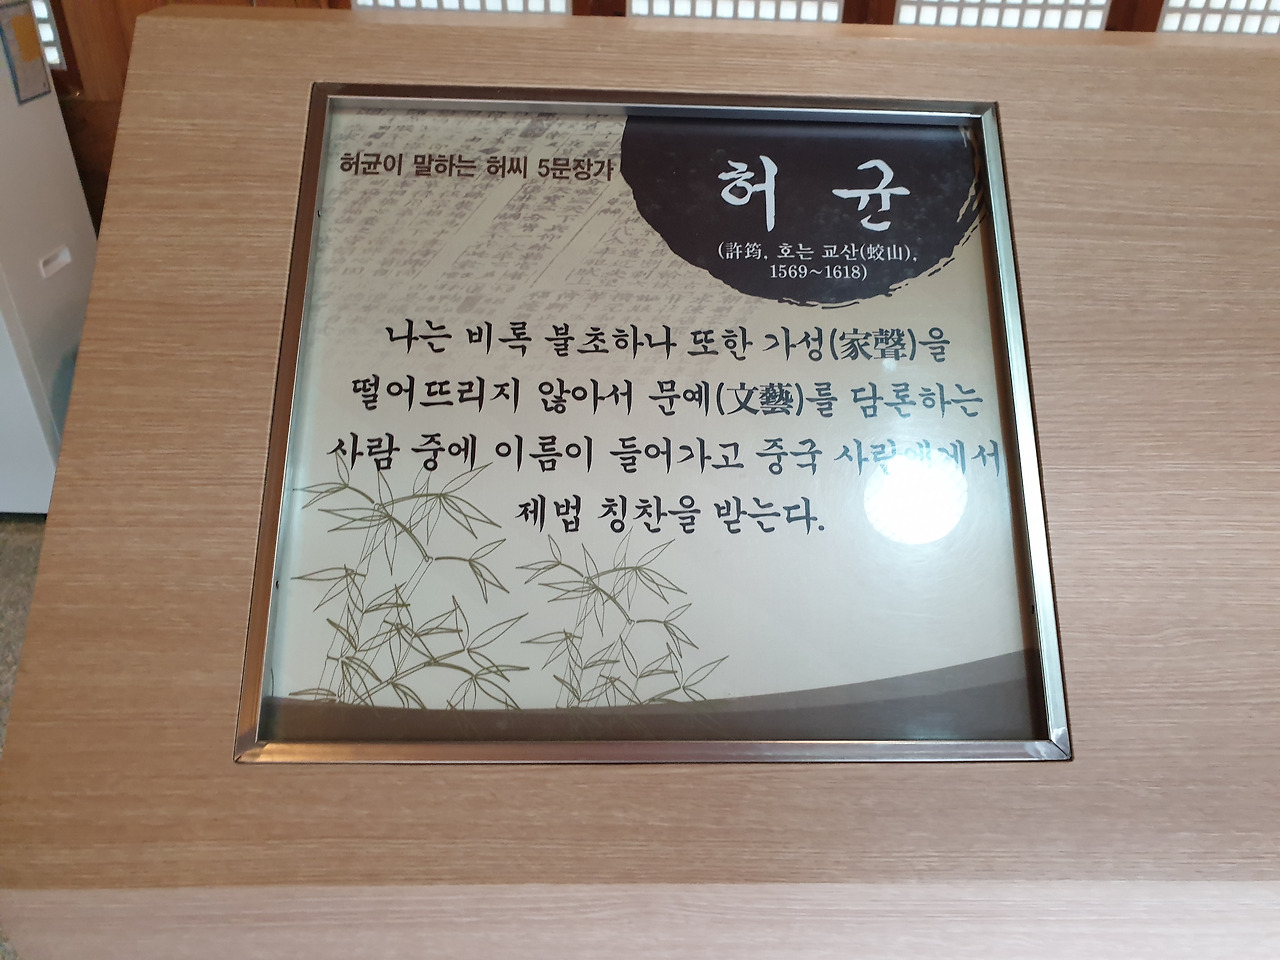 허균이 말하는 허씨 5문장가
허 균
(許筠, 호는 교산(蛟山),
1569~1618)
나는 비록 불초하나 또한 가성(家聲)을
떨어뜨리지 않아서 문예(文藝)를 담론하는
사람 중에 이름이 들어가고 중국 사람에게서
제법 칭찬을 받는다.